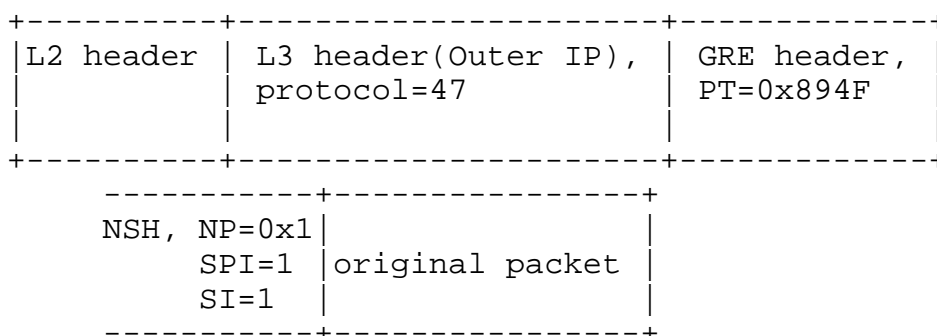 +----------+-----------------------+--------------+
|L2 header | L3 header(Outer IP), | GRE header, |
| | protocol=47 | PT=0x894F |
| | | |
+----------+-----------------------+--------------+
-----------+----------------+
NSH, NP=0x1| |
SPI=1 |original packet |
SI=1 | |
-----------+----------------+